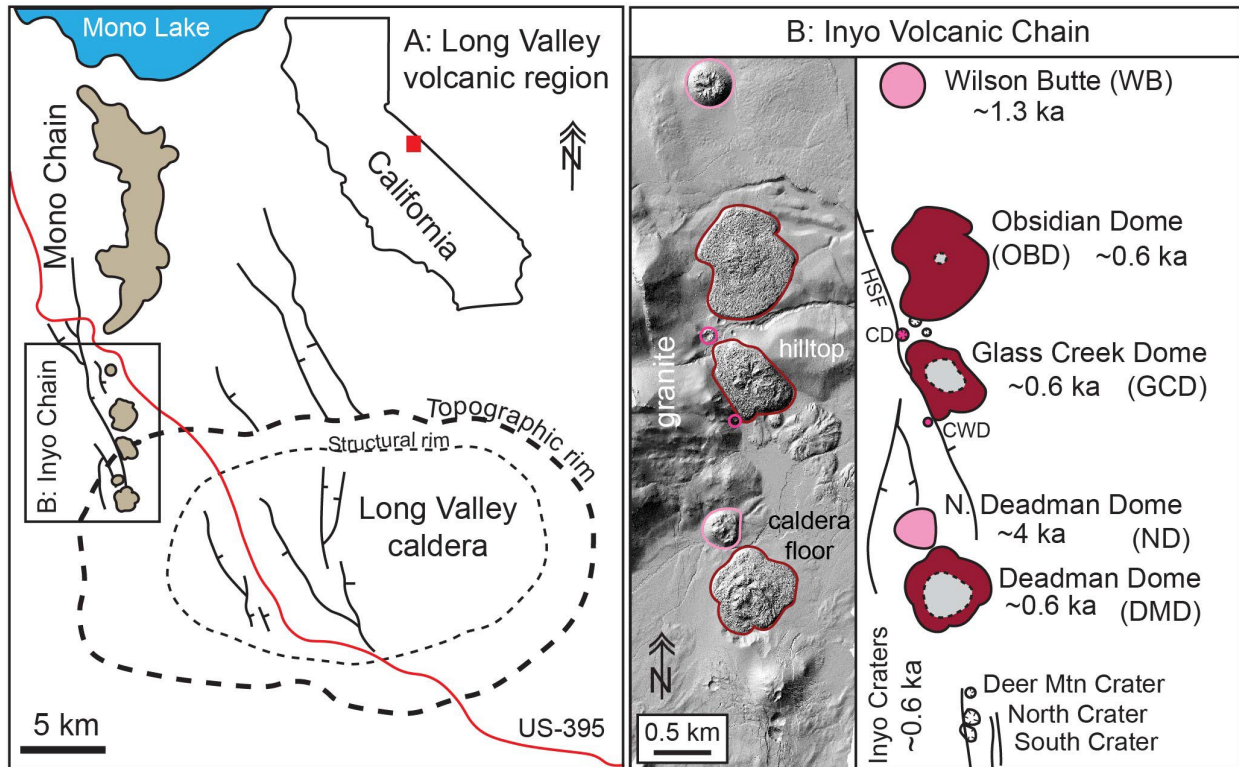 Mono Lake
A: Long Valley
volcanic region
N
California
Mono Chain
B: Inyo Chain
Topographic rim
Structural rim
Long Valley
caldera
US-395
5 km
B: Inyo Volcanic Chain
granite
hilltop
caldera
floor
N
0.5 km
Wilson Butte (WB)
~1.3 ka
Obsidian Dome
(OBD) ~0.6 ka
HSF
CD
Glass Creek Dome
~0.6 ka (GCD)
CWD
N. Deadman Dome
~4 ka (ND)
Deadman Dome
~0.6 ka (DMD)
Inyo Craters
~0.6 ka
Deer Mtn Crater
North Crater
South Crater